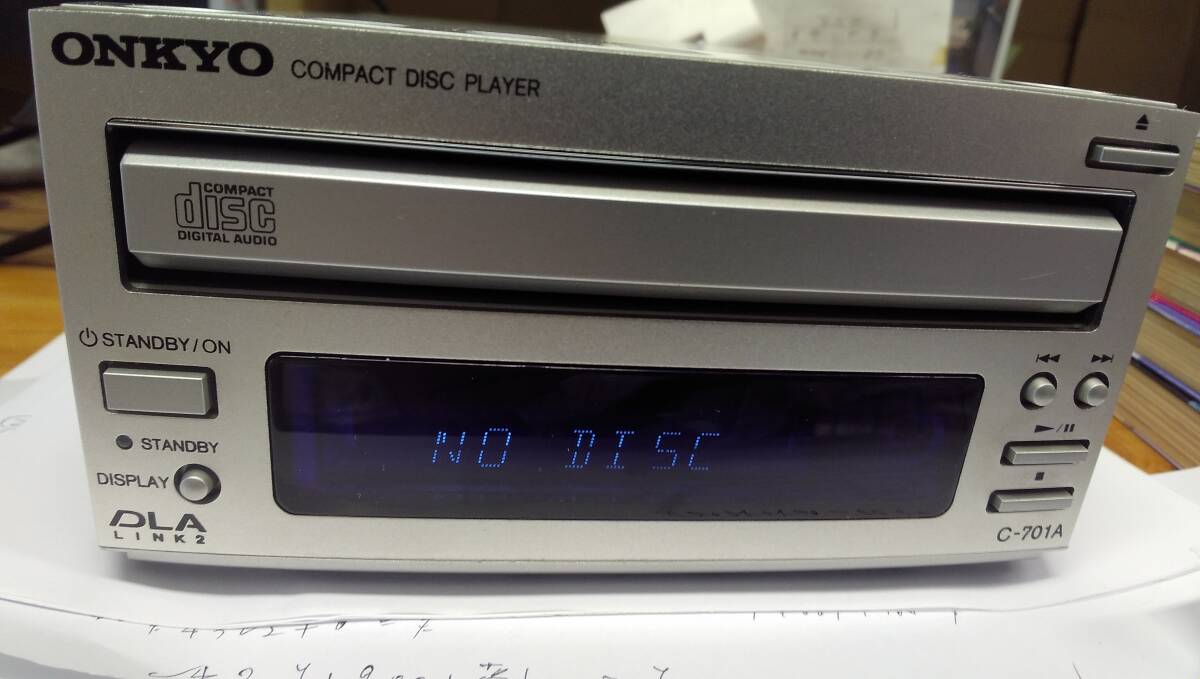 ONKYO COMPACT DISC PLAYER
COMPACT
disc
DIGITAL AUDIO
STANDBY/ON
STANDBY
DISPLAY
DLA
LINK2
NO DISC
C-701A